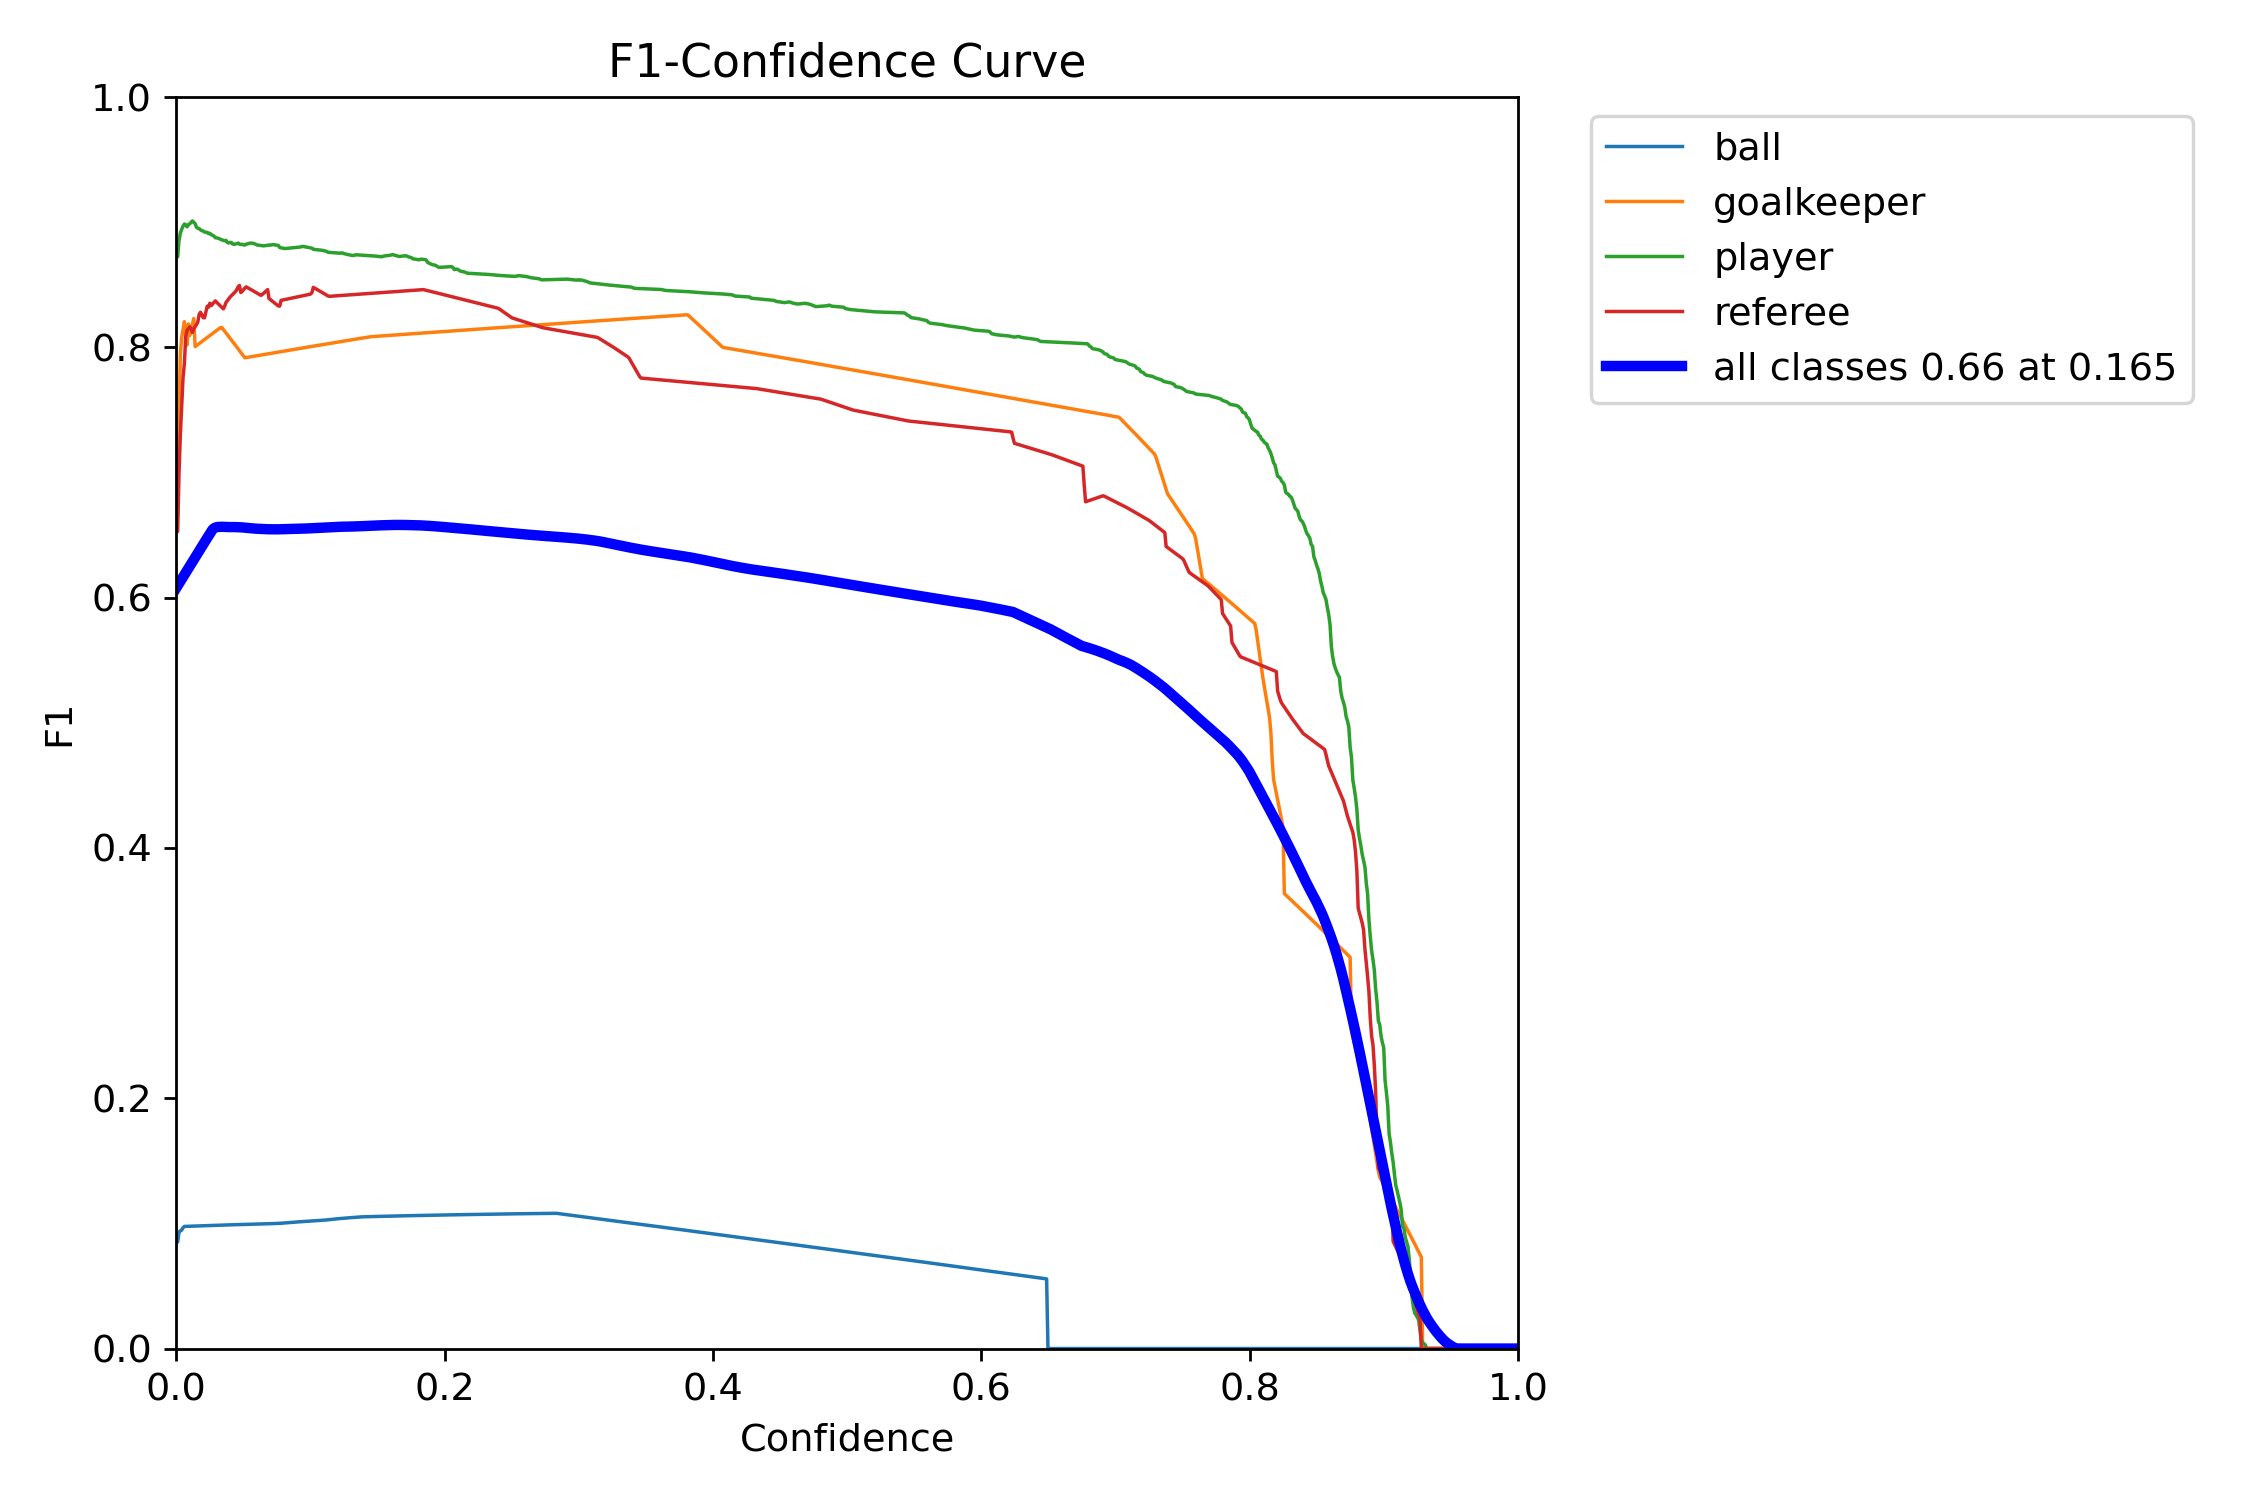 F1-Confidence Curve
1.0
0.8
0.6
0.4
0.2
0.0
F1
0.0 0.2 0.4 0.6 0.8 1.0
Confidence
ball
goalkeeper
player
referee
all classes 0.66 at 0.165